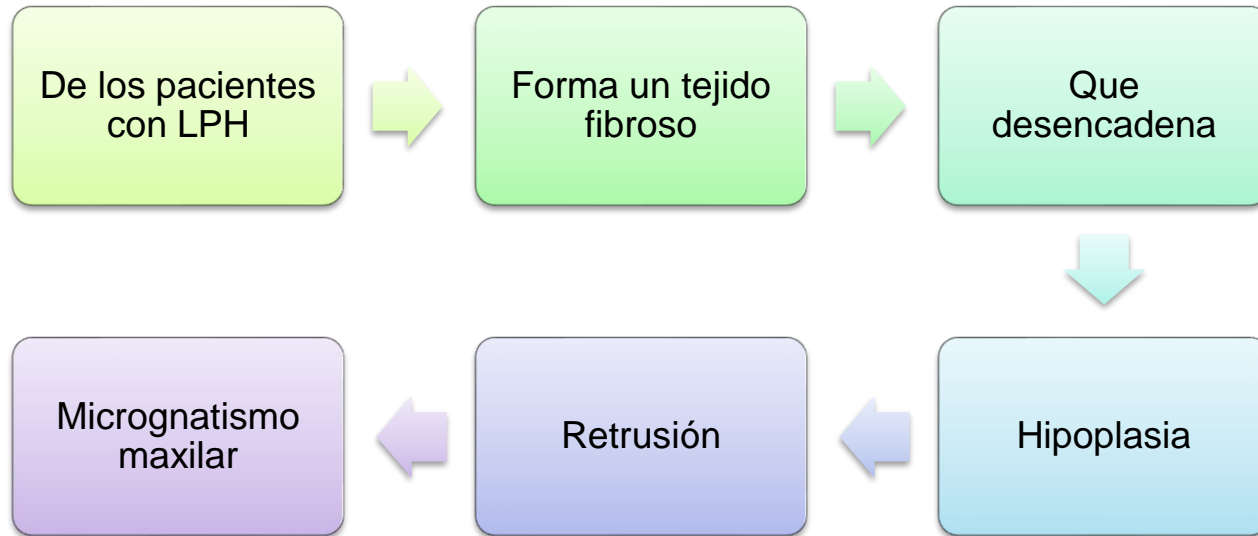 De los pacientes
con LPH
Forma un tejido
fibroso
Que
desencadena
Hipoplasia
Retrusión
Micrognatismo
maxilar